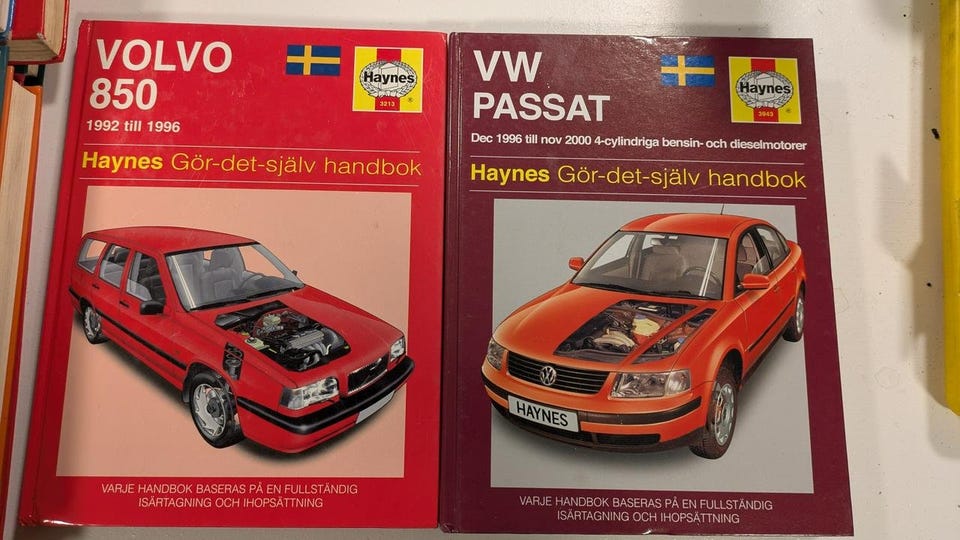 VOLVO
850
1992 till 1996
Haynes
3213
®
Haynes Gör-det-själv handbok
VARJE HANDBOK BASERAS PÅ EN FULLSTÄNDIG
ISÄRTAGNING OCH IHOPSÄTTNING
VW
PASSAT
Haynes
3943
®
Dec 1996 till nov 2000 4-cylindriga bensin- och dieselmotorer
Haynes Gör-det-själv handbok
HAYNES
VARJE HANDBOK BASERAS PÅ EN FULLSTÄNDIG
ISÄRTAGNING OCH IHOPSÄTTNING